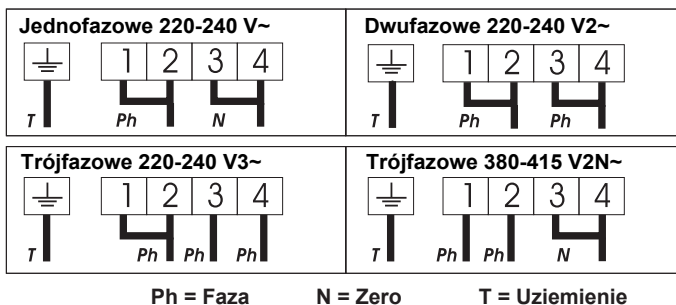 Jednofazowe 220-240 V~
1 2 3 4
T Ph N
Dwufazowe 220-240 V2~
1 2 3 4
T Ph Ph
Trójfazowe 220-240 V3~
1 2 3 4
T Ph Ph Ph
Trójfazowe 380-415 V2N~
1 2 3 4
T Ph Ph N
Ph = Faza N = Zero T = Uziemienie